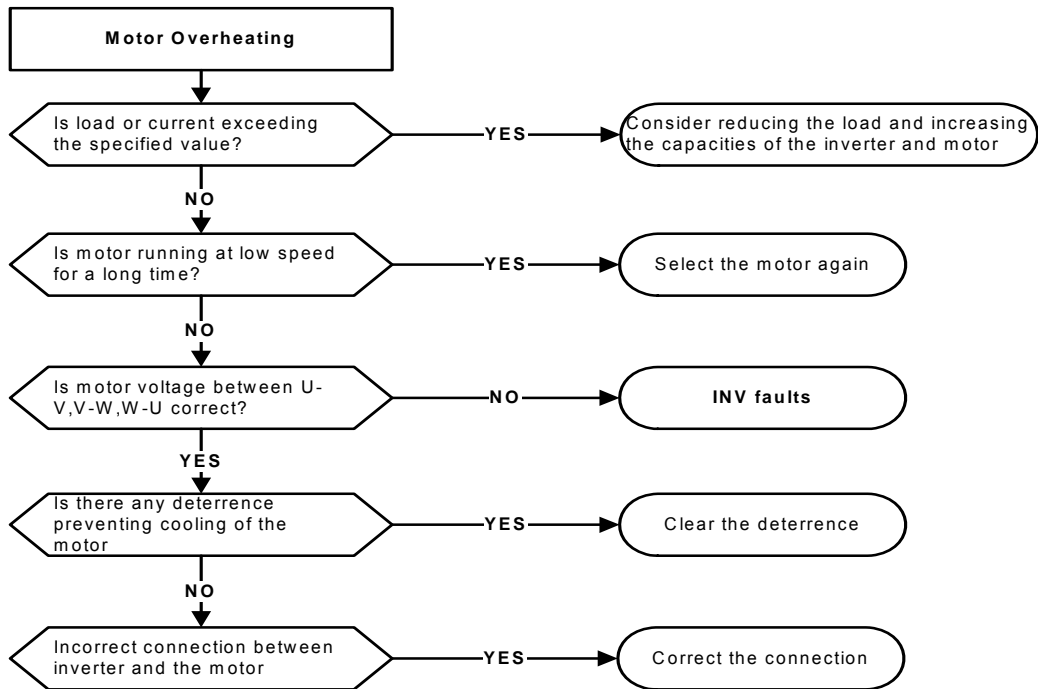 Motor Overheating
Is load or current exceeding
the specified value?
YES
Consider reducing the load and increasing
the capacities of the inverter and motor
NO
Is motor running at low speed
for a long time?
YES
Select the motor again
NO
Is motor voltage between U-
V,V-W,W-U correct?
NO
INV faults
YES
Is there any deterrence
preventing cooling of the
motor
YES
Clear the deterrence
NO
Incorrect connection between
inverter and the motor
YES
Correct the connection